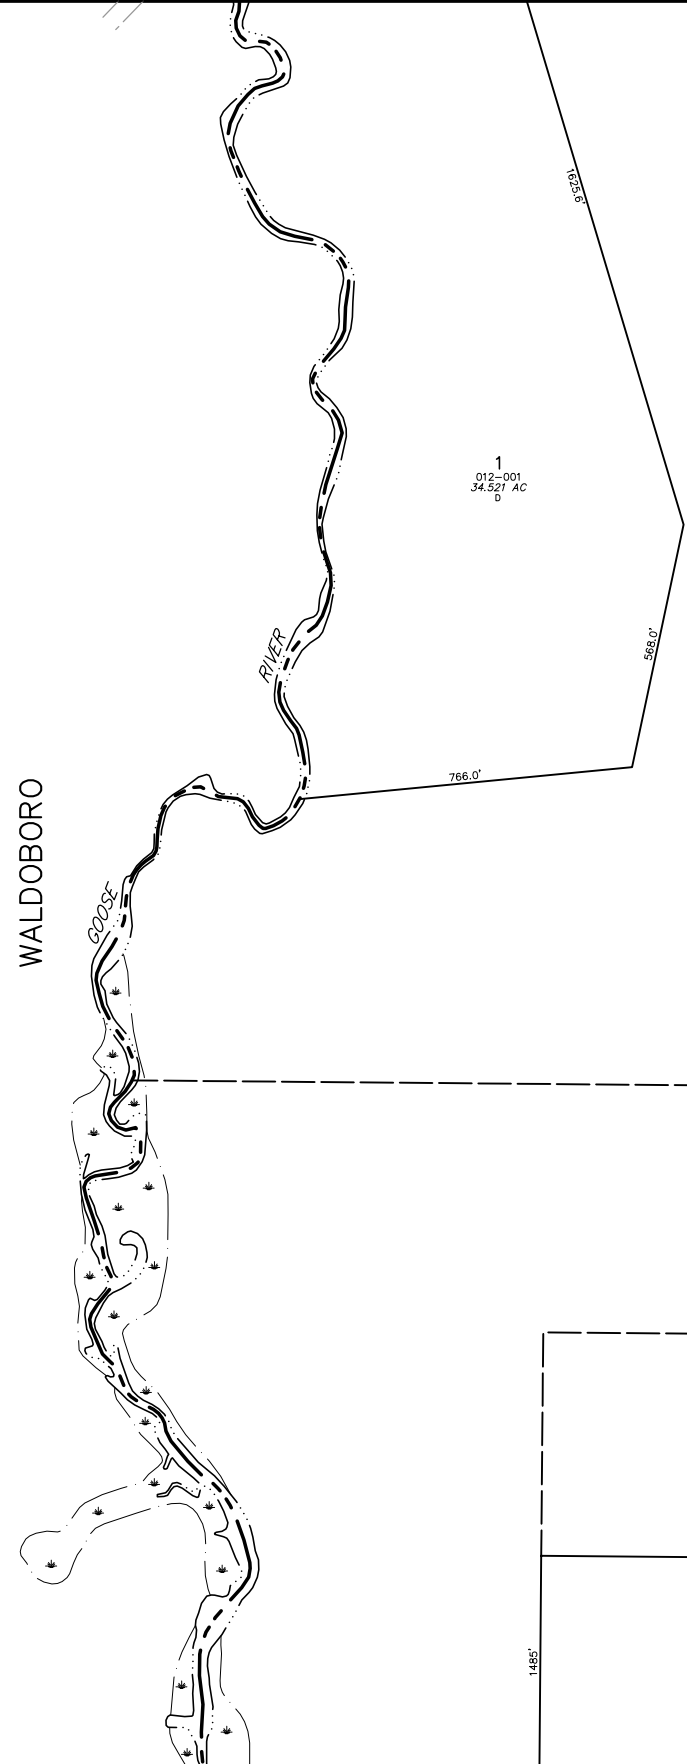 1625.6'
1
012-001
34.521 AC
D
RIVER
568.0'
766.0'
WALDOBORO
GOOSE
1485'